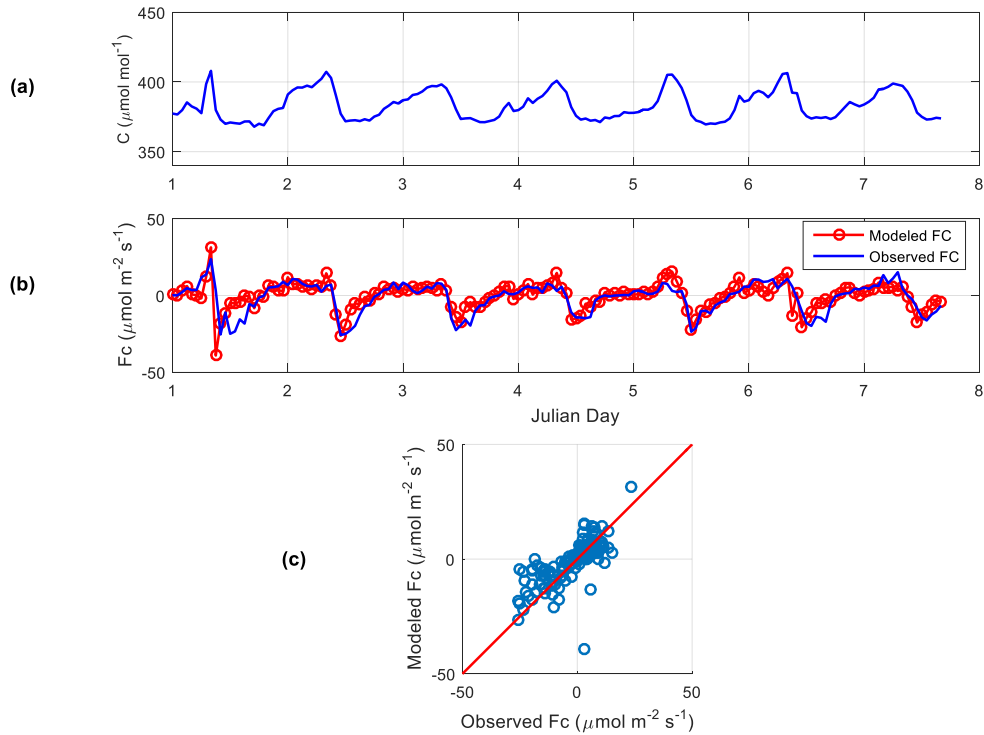 (a)
C (μmol mol⁻¹)
450
400
350
1 2 3 4 5 6 7 8
(b)
Fc (μmol m⁻² s⁻¹)
50
0
-50
Modeled FC
Observed FC
1 2 3 4 5 6 7 8
Julian Day
(c)
Modeled Fc (μmol m⁻² s⁻¹)
50
0
-50
-50 0 50
Observed Fc (μmol m⁻² s⁻¹)